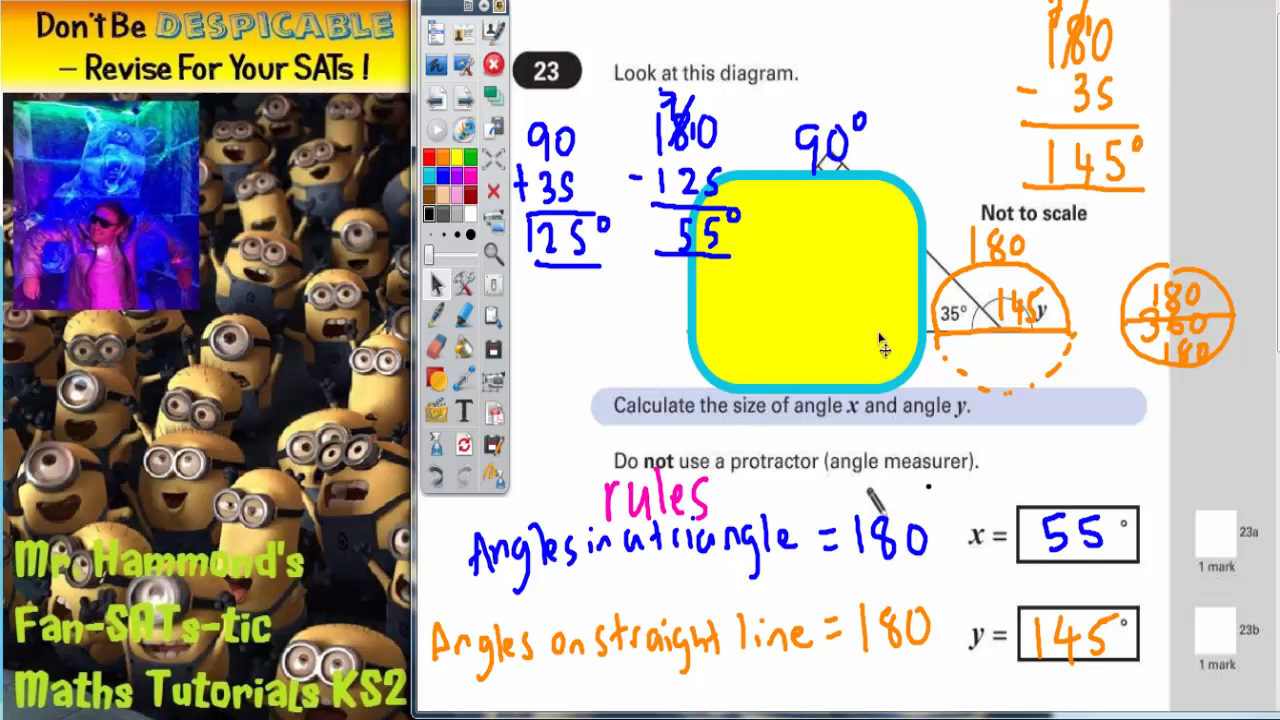 Don't Be DESPICABLE
– Revise For Your SATs !
Mr Hammond's
Fan-SATs-tic
Maths Tutorials KS2
23
Look at this diagram.
90
+ 35
125°
180
- 125
55°
90°
180
- 35
145°
Not to scale
180
35°
145
y
180
360
180
Calculate the size of angle x and angle y.
Do not use a protractor (angle measurer).
rules
Angles in a triangle = 180
x = 55°
23a
1 mark
Angles on straight line = 180
y = 145°
23b
1 mark